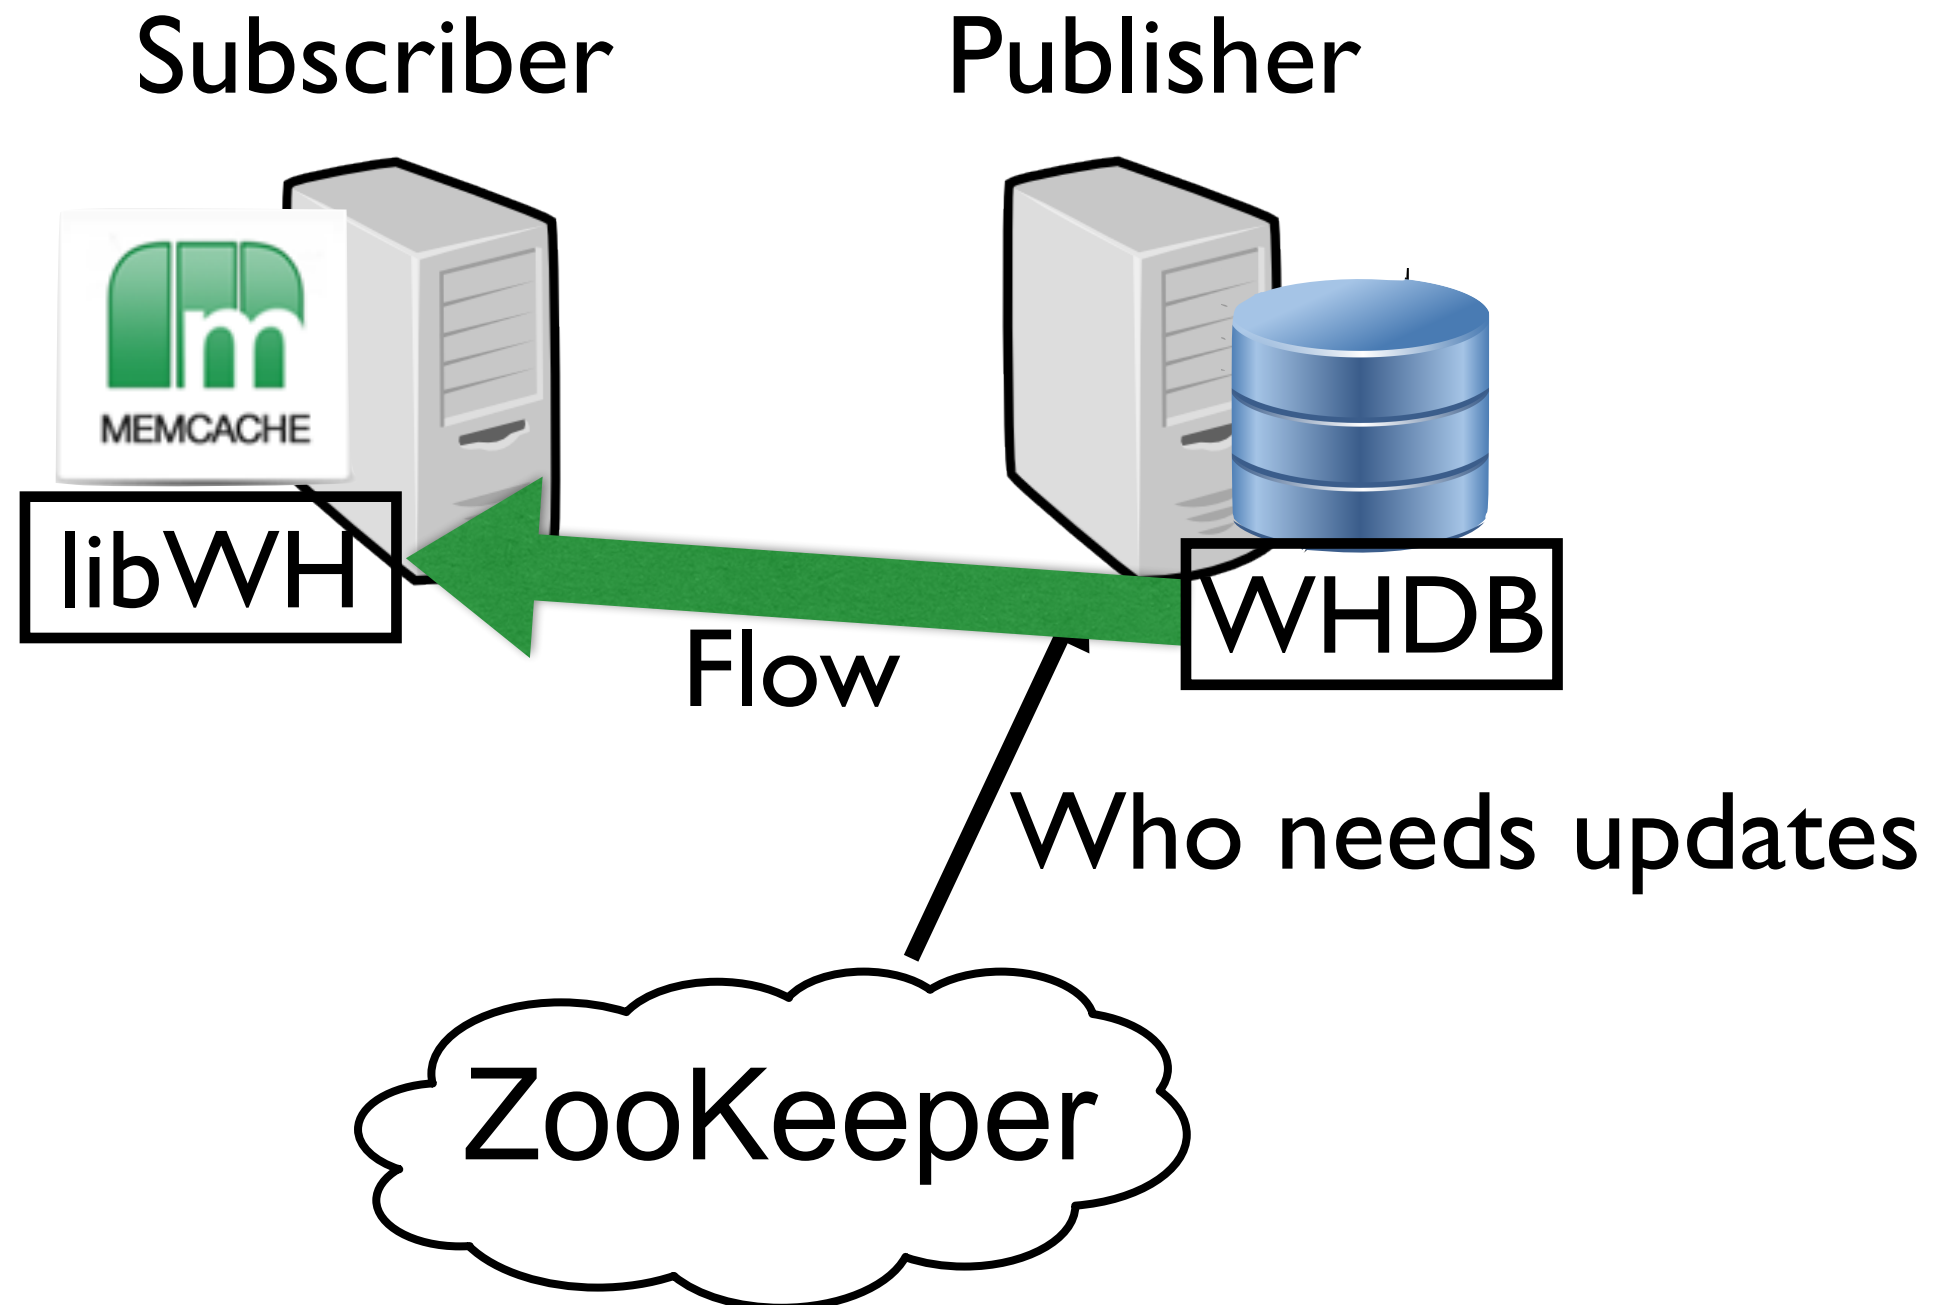 Subscriber
Publisher
MEMCACHE
libWH
WHDB
Flow
Who needs updates
ZooKeeper